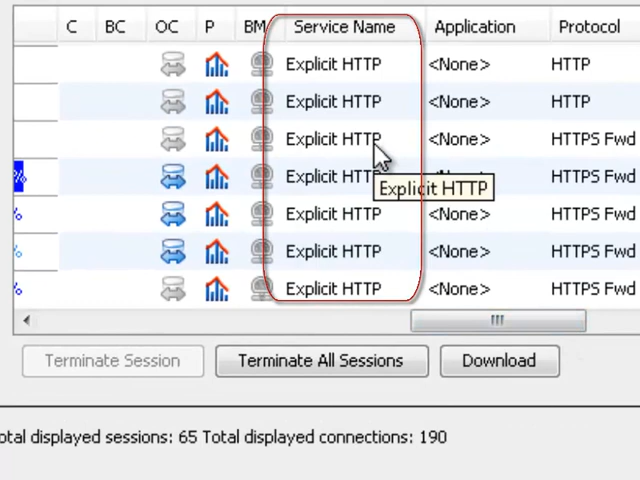 C BC OC P BM Service Name Application Protocol
Explicit HTTP <None> HTTP
Explicit HTTP <None> HTTP
Explicit HTTP <None> HTTPS Fwd
% Explicit HTTP <None> HTTPS Fwd
Explicit HTTP
% Explicit HTTP <None> HTTPS Fwd
% Explicit HTTP <None> HTTPS Fwd
% Explicit HTTP <None> HTTPS Fwd
Terminate Session Terminate All Sessions Download
otal displayed sessions: 65 Total displayed connections: 190